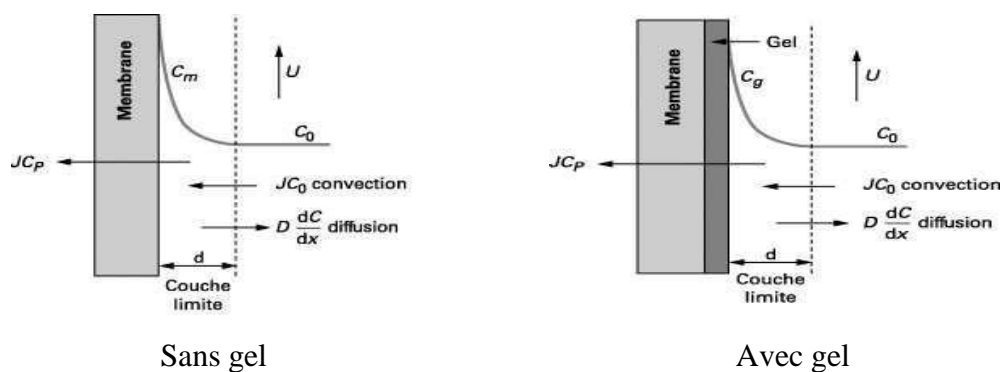 Membrane
C_m
U
C_0
JC_P
JC_0 convection
D dC/dx diffusion
d
Couche
limite
Sans gel
Membrane
Gel
C_g
U
C_0
JC_P
JC_0 convection
D dC/dx diffusion
d
Couche
limite
Avec gel